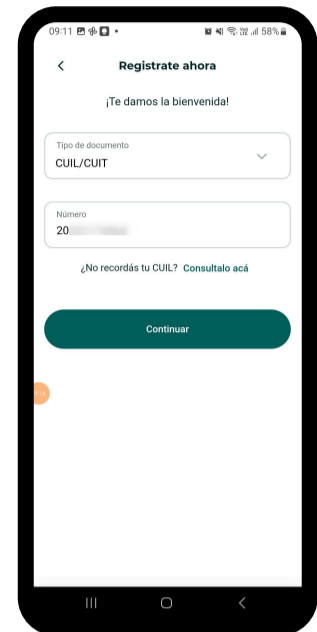 09:11 58%
Registrate ahora
¡Te damos la bienvenida!
Tipo de documento
CUIL/CUIT
Número
20
¿No recordás tu CUIL? Consultalo acá
Continuar